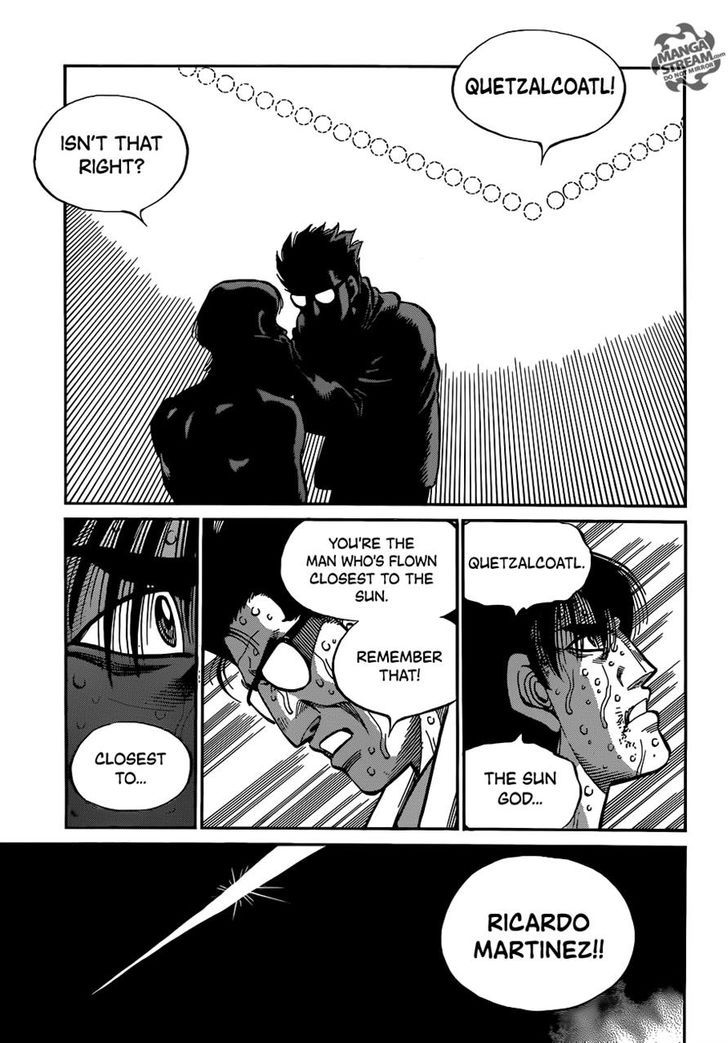 MANGA
STREAM.com
DO NOT MIRROR
QUETZALCOATL!
ISN'T THAT
RIGHT?
QUETZALCOATL.
THE SUN
GOD...
YOU'RE THE
MAN WHO'S FLOWN
CLOSEST TO THE
SUN.
REMEMBER
THAT!
CLOSEST
TO...
RICARDO
MARTINEZ!!